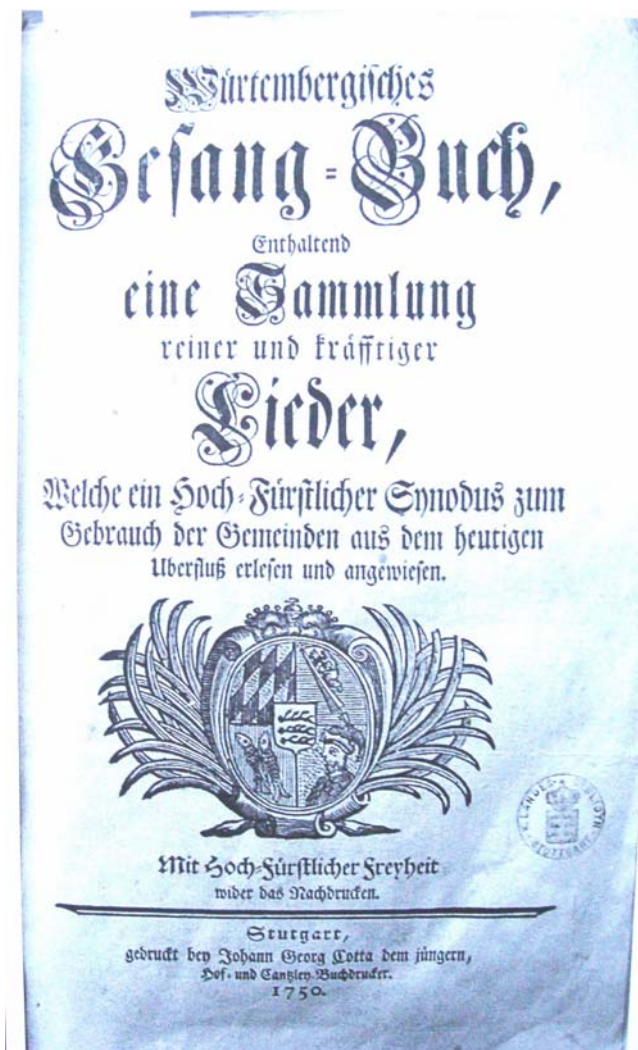 Würtembergisches
Gesang-Buch,
Enthaltend
eine Sammlung
reiner und kräfftiger
Lieder,
Welche ein Hoch-Fürstlicher Synodus zum
Gebrauch der Gemeinden aus dem heutigen
Uberfluß erlesen und angewiesen.
Mit Hoch-Fürstlicher Freyheit
wider das Nachdrucken.
Stutgart,
gedruckt bey Johann Georg Cotta dem jüngern,
Hof- und Cantzley-Buchdrucker.
1750.